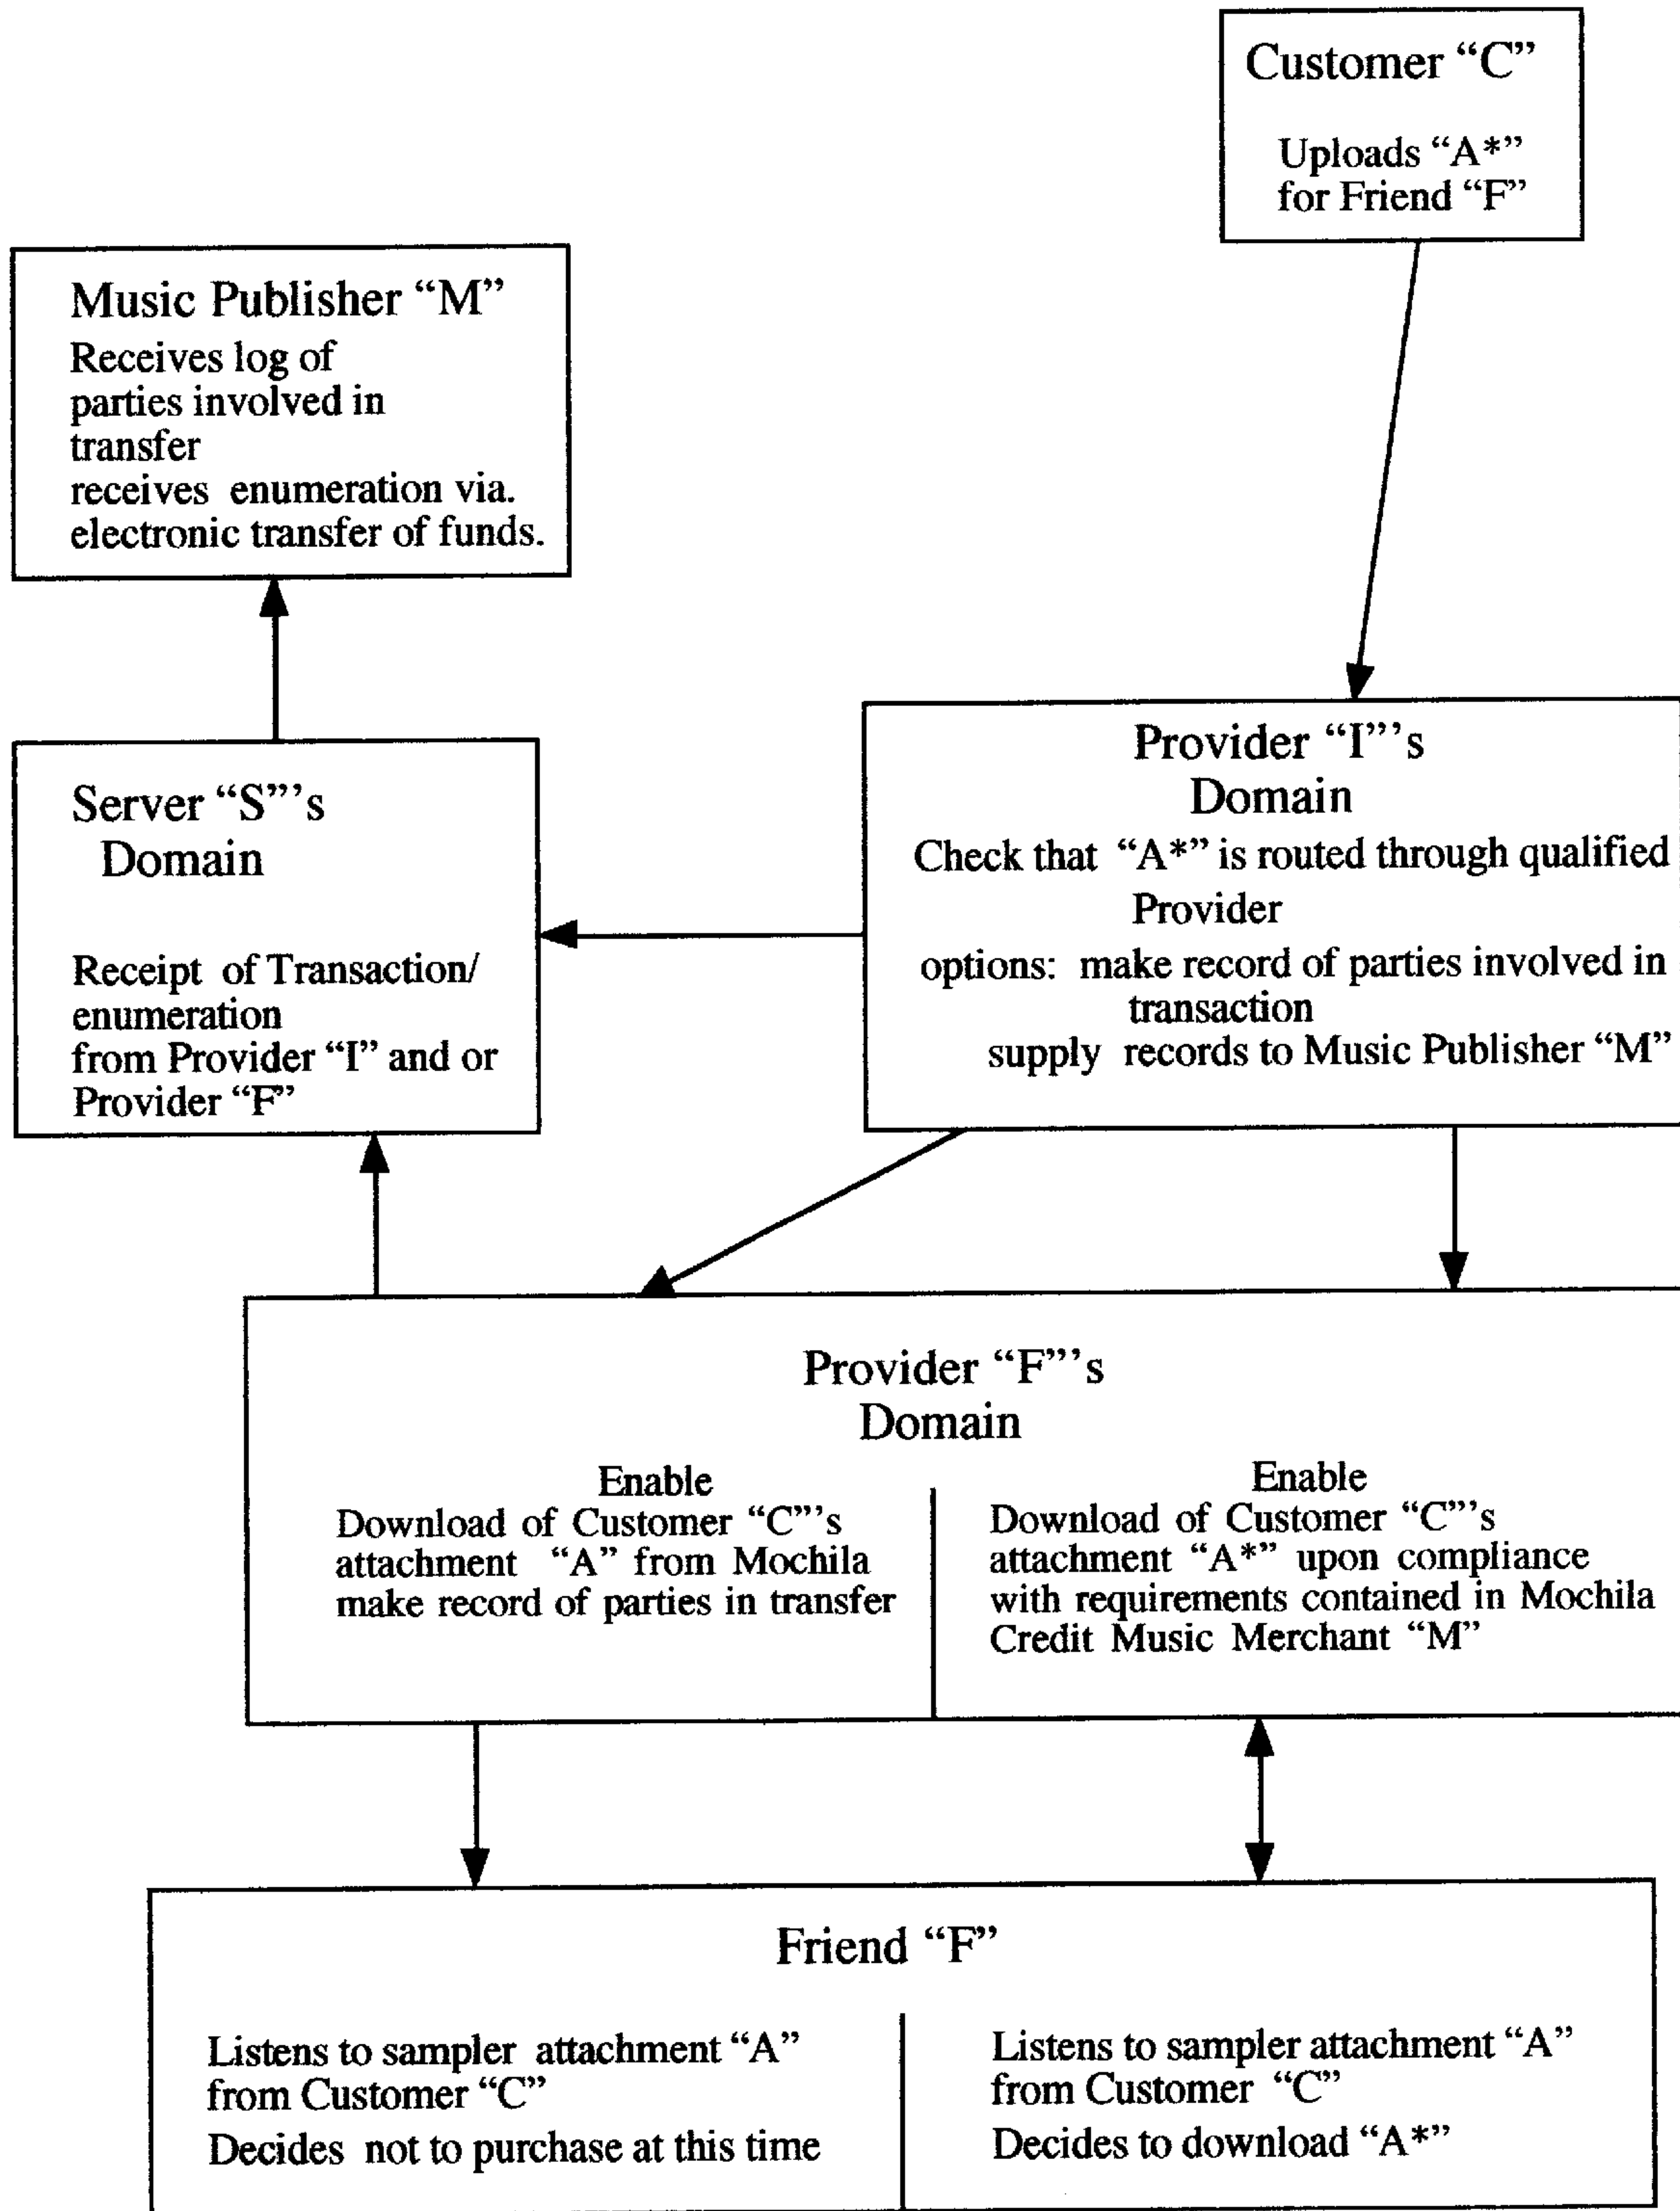 Customer “C”
Uploads “A*”
for Friend “F”
Music Publisher “M”
Receives log of
parties involved in
transfer
receives enumeration via.
electronic transfer of funds.
Provider “I”’s
Domain
Check that “A*” is routed through qualified
Provider
options: make record of parties involved in
transaction
supply records to Music Publisher “M”
Server “S”’s
Domain
Receipt of Transaction/
enumeration
from Provider “I” and or
Provider “F”
Provider “F”’s
Domain
Enable
Download of Customer “C”’s
attachment “A” from Mochila
make record of parties in transfer
Enable
Download of Customer “C”’s
attachment “A*” upon compliance
with requirements contained in Mochila
Credit Music Merchant “M”
Friend “F”
Listens to sampler attachment “A”
from Customer “C”
Decides not to purchase at this time
Listens to sampler attachment “A”
from Customer “C”
Decides to download “A*”